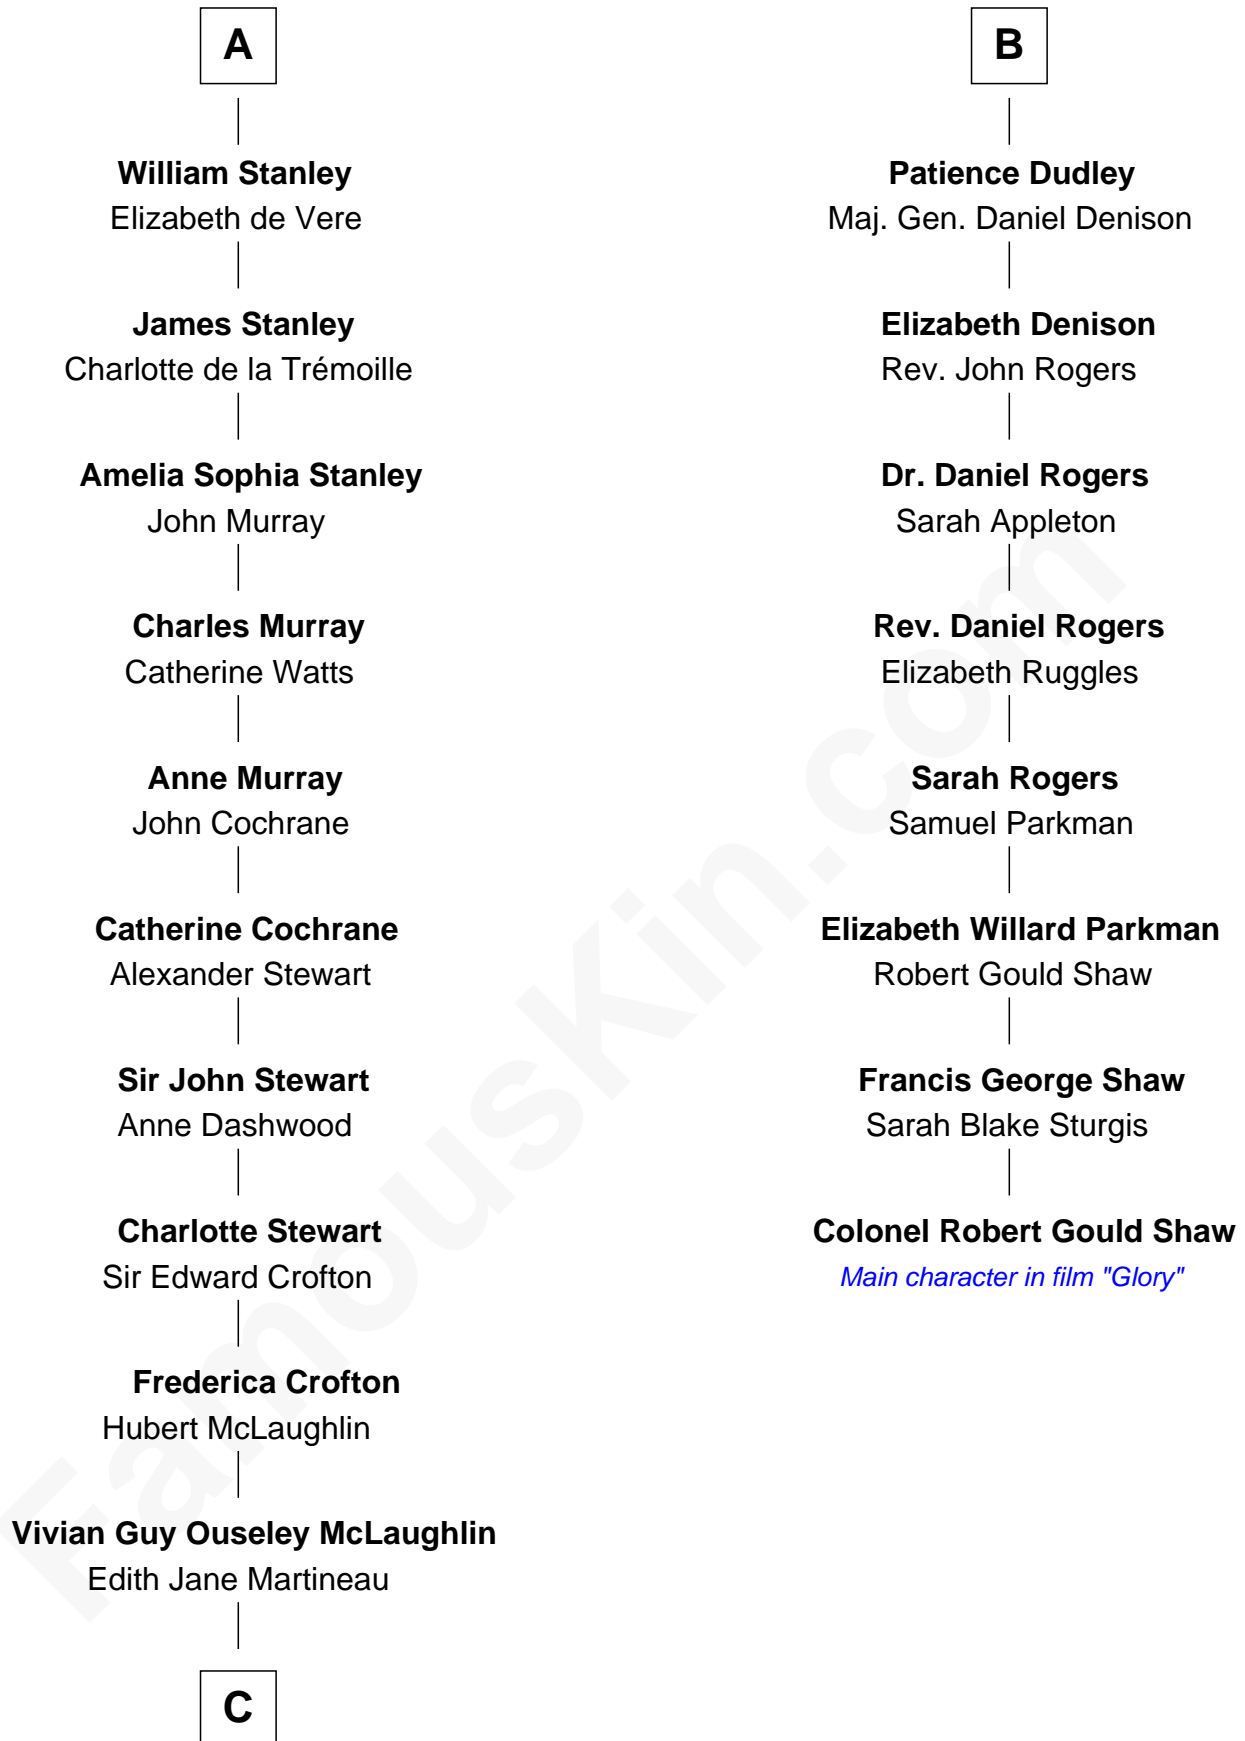 A
William Stanley
Elizabeth de Vere
James Stanley
Charlotte de la Trémoille
Amelia Sophia Stanley
John Murray
Charles Murray
Catherine Watts
Anne Murray
John Cochrane
Catherine Cochrane
Alexander Stewart
Sir John Stewart
Anne Dashwood
Charlotte Stewart
Sir Edward Crofton
Frederica Crofton
Hubert McLaughlin
Vivian Guy Ouseley McLaughlin
Edith Jane Martineau
C
B
Patience Dudley
Maj. Gen. Daniel Denison
Elizabeth Denison
Rev. John Rogers
Dr. Daniel Rogers
Sarah Appleton
Rev. Daniel Rogers
Elizabeth Ruggles
Sarah Rogers
Samuel Parkman
Elizabeth Willard Parkman
Robert Gould Shaw
Francis George Shaw
Sarah Blake Sturgis
Colonel Robert Gould Shaw
Main character in film "Glory"
FamousKin.com